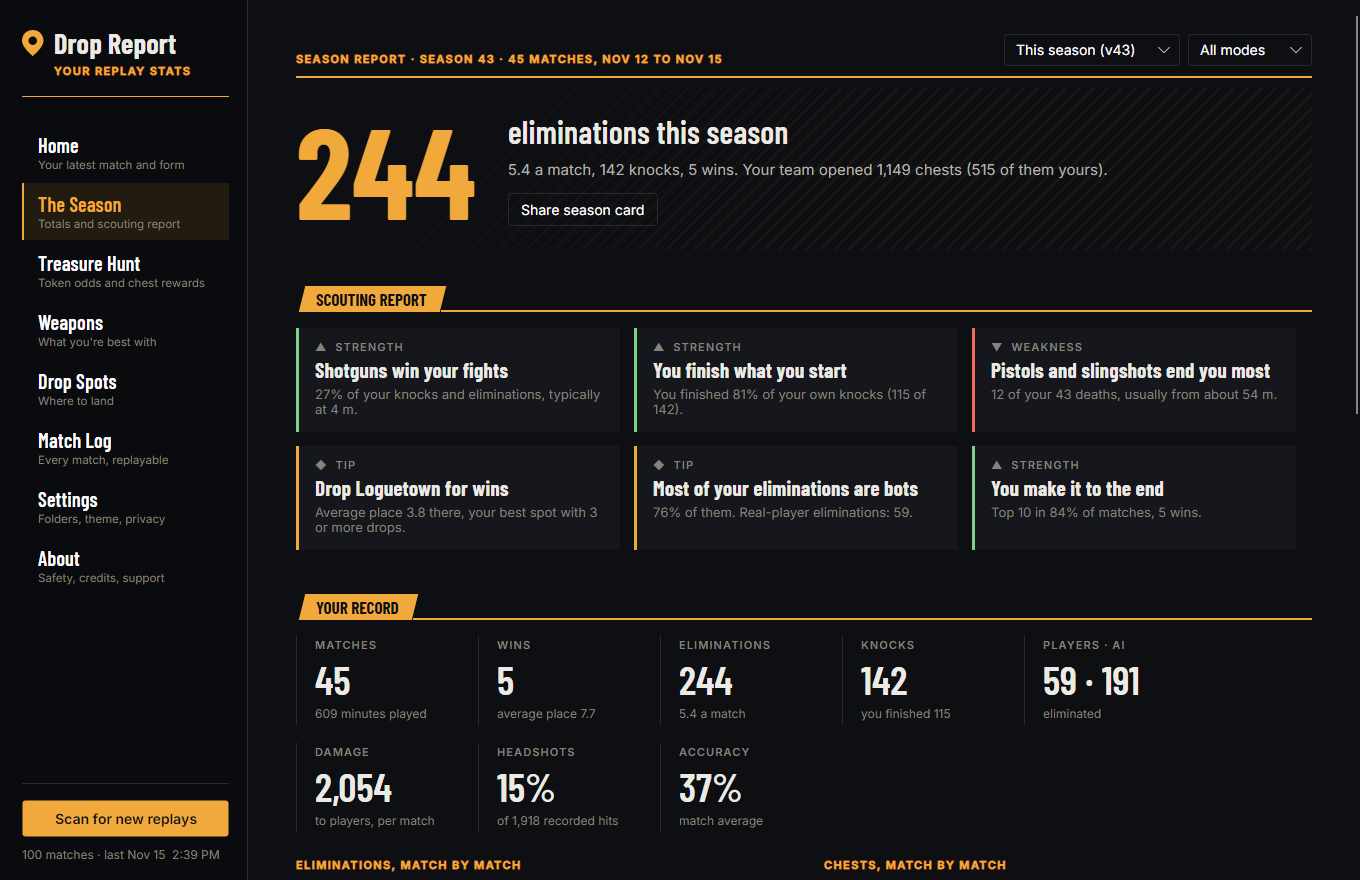 Drop Report
YOUR REPLAY STATS
Home
Your latest match and form
The Season
Totals and scouting report
Treasure Hunt
Token odds and chest rewards
Weapons
What you're best with
Drop Spots
Where to land
Match Log
Every match, replayable
Settings
Folders, theme, privacy
About
Safety, credits, support
Scan for new replays
100 matches · last Nov 15 2:39 PM
SEASON REPORT · SEASON 43 · 45 MATCHES, NOV 12 TO NOV 15
This season (v43)
All modes
244
eliminations this season
5.4 a match, 142 knocks, 5 wins. Your team opened 1,149 chests (515 of them yours).
Share season card
SCOUTING REPORT
▲ STRENGTH
Shotguns win your fights
27% of your knocks and eliminations, typically
at 4 m.
▲ STRENGTH
You finish what you start
You finished 81% of your own knocks (115 of
142).
▼ WEAKNESS
Pistols and slingshots end you most
12 of your 43 deaths, usually from about 54 m.
◆ TIP
Drop Loguetown for wins
Average place 3.8 there, your best spot with 3
or more drops.
◆ TIP
Most of your eliminations are bots
76% of them. Real-player eliminations: 59.
▲ STRENGTH
You make it to the end
Top 10 in 84% of matches, 5 wins.
YOUR RECORD
MATCHES
45
609 minutes played
WINS
5
average place 7.7
ELIMINATIONS
244
5.4 a match
KNOCKS
142
you finished 115
PLAYERS · AI
59 · 191
eliminated
DAMAGE
2,054
to players, per match
HEADSHOTS
15%
of 1,918 recorded hits
ACCURACY
37%
match average
ELIMINATIONS, MATCH BY MATCH
CHESTS, MATCH BY MATCH